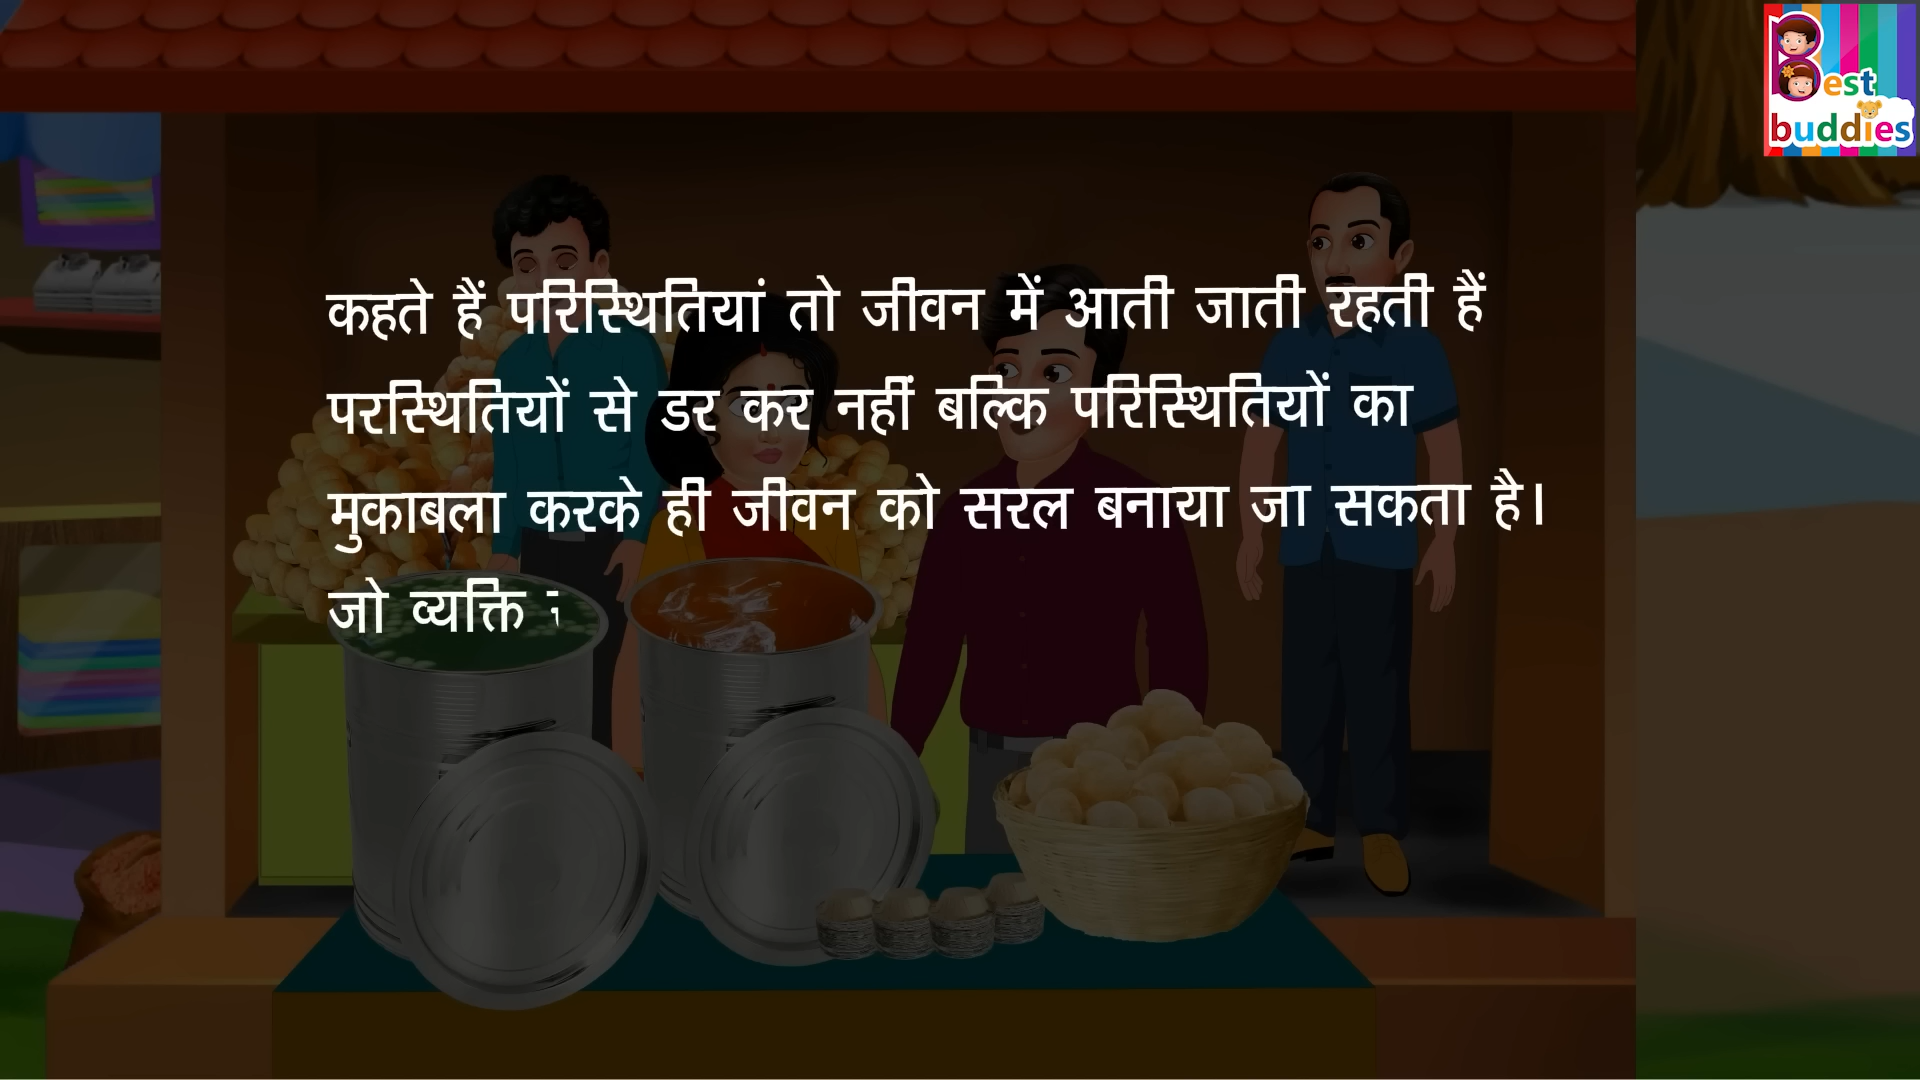 कहते हैं परिस्थितियां तो जीवन में आती जाती रहती हैं
परस्थितियों से डर कर नहीं बल्कि परिस्थितियों का
मुकाबला करके ही जीवन को सरल बनाया जा सकता है।
जो व्यक्ति
Best
buddies